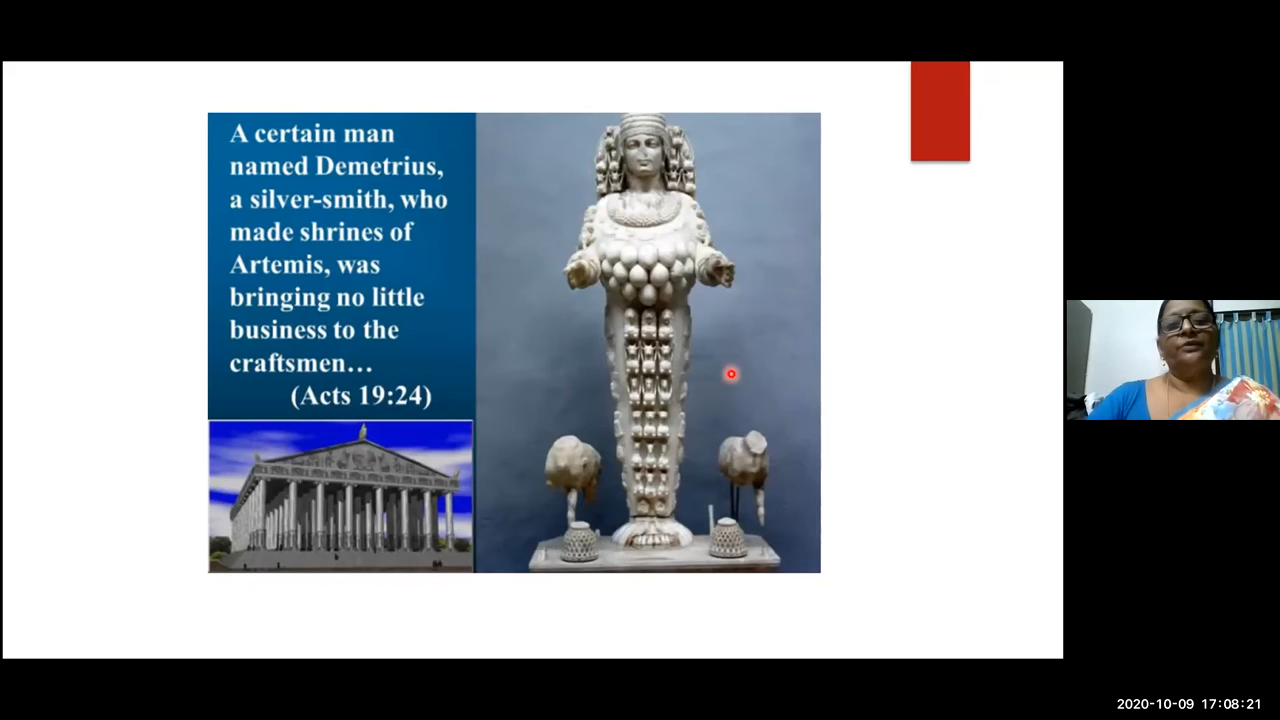 A certain man
named Demetrius,
a silver-smith, who
made shrines of
Artemis, was
bringing no little
business to the
craftsmen…
(Acts 19:24)
2020-10-09 17:08:21